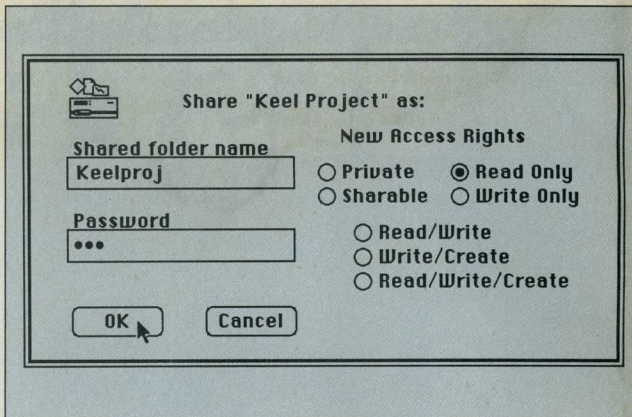 Share "Keel Project" as:
Shared folder name
Keelproj
Password
•••
OK
Cancel
New Access Rights
Private
Read Only
Sharable
Write Only
Read/Write
Write/Create
Read/Write/Create